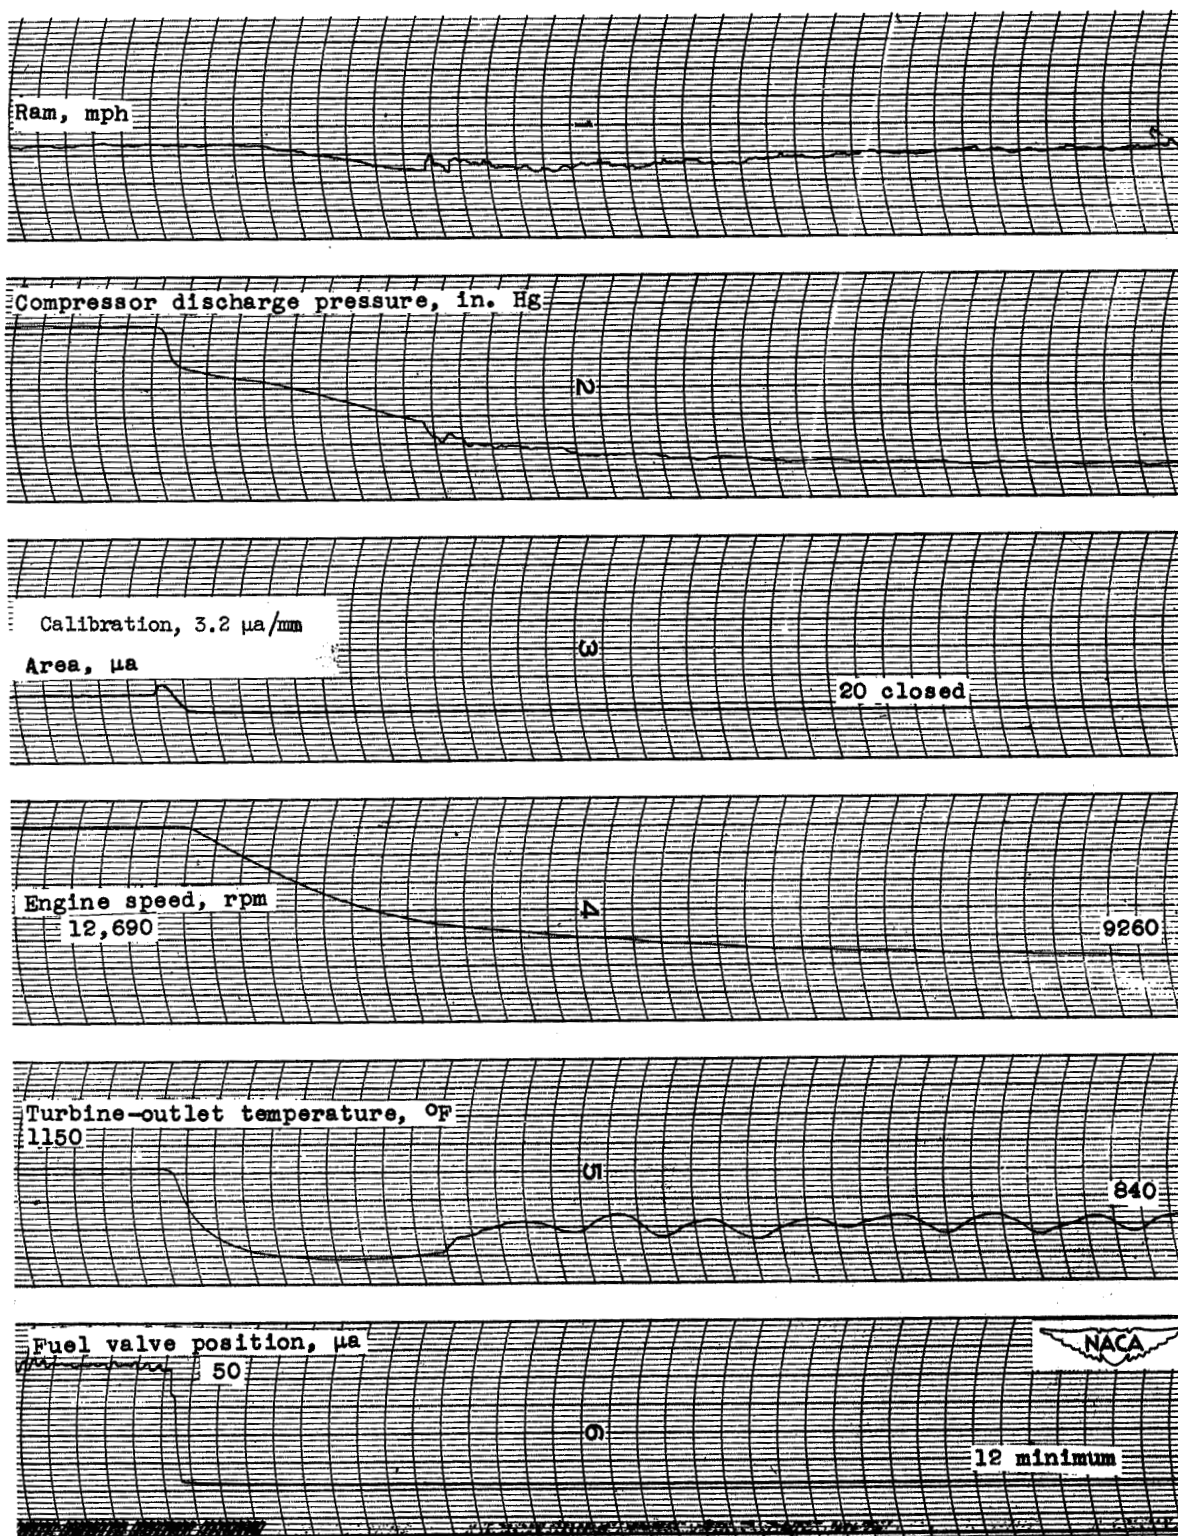 Ram, mph
1
Compressor discharge pressure, in. Hg
2
Calibration, 3.2 μa/mm
Area, μa
3
20 closed
Engine speed, rpm
12,690
4
9260
Turbine-outlet temperature, °F
1150
5
840
Fuel valve position, μa
50
NACA
6
12 minimum